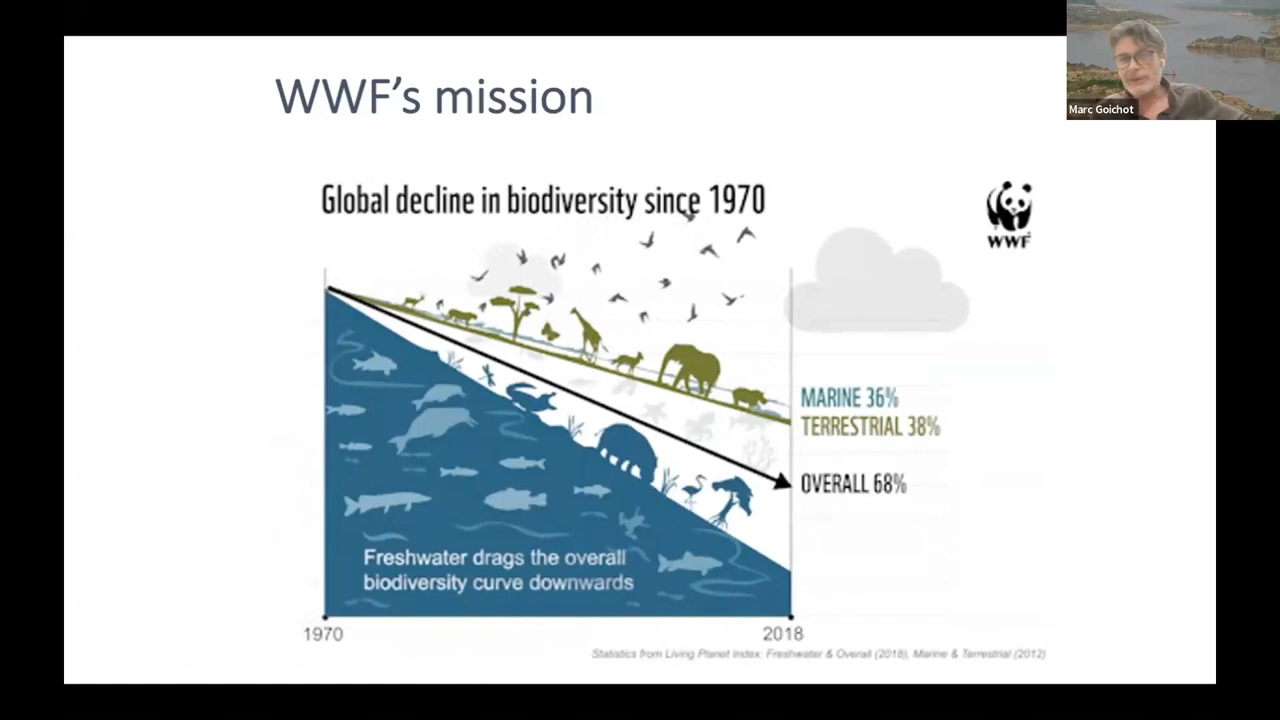 WWF's mission
Marc Goichot
Global decline in biodiversity since 1970
WWF
MARINE 36%
TERRESTRIAL 38%
OVERALL 68%
Freshwater drags the overall
biodiversity curve downwards
1970
2018
Statistics from Living Planet Index: Freshwater & Overall (2018), Marine & Terrestrial (2012)